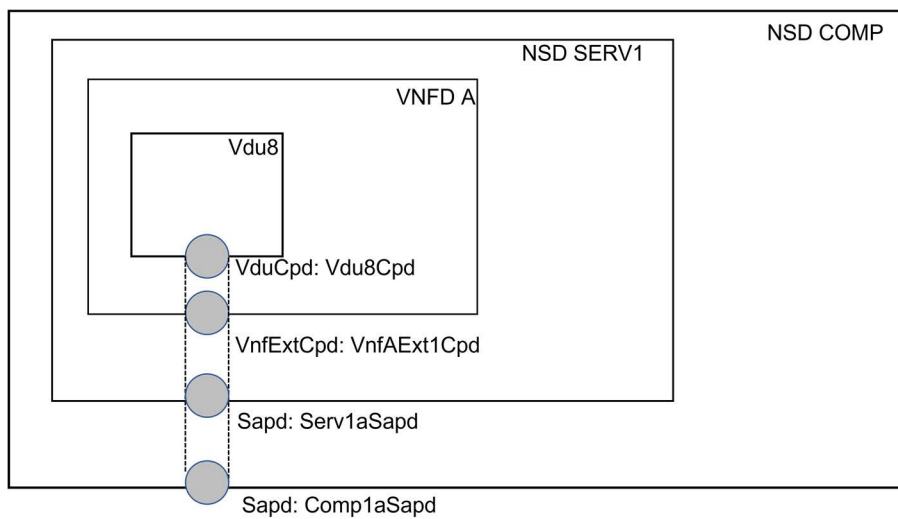 NSD COMP
NSD SERV1
VNFD A
Vdu8
VduCpd: Vdu8Cpd
VnfExtCpd: VnfAExt1Cpd
Sapd: Serv1aSapd
Sapd: Comp1aSapd